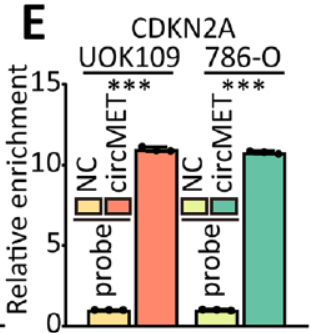 E
CDKN2A
UOK109 786-O
*** ***
Relative enrichment
15
10
5
0
NC
circMET
probe
NC
circMET
probe